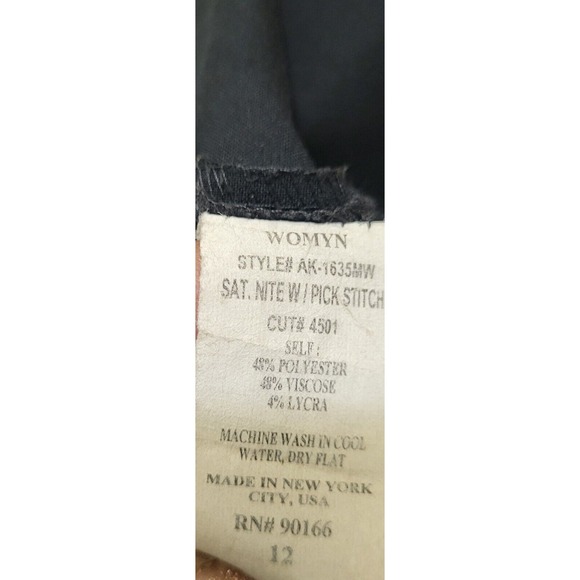 WOMYN
STYLE# AK-1635MW
SAT. NITE W/ PICK STITCH
CUT# 4501
SELF:
48% POLYESTER
48% VISCOSE
4% LYCRA
MACHINE WASH IN COOL
WATER, DRY FLAT
MADE IN NEW YORK
CITY, USA
RN# 90166
12